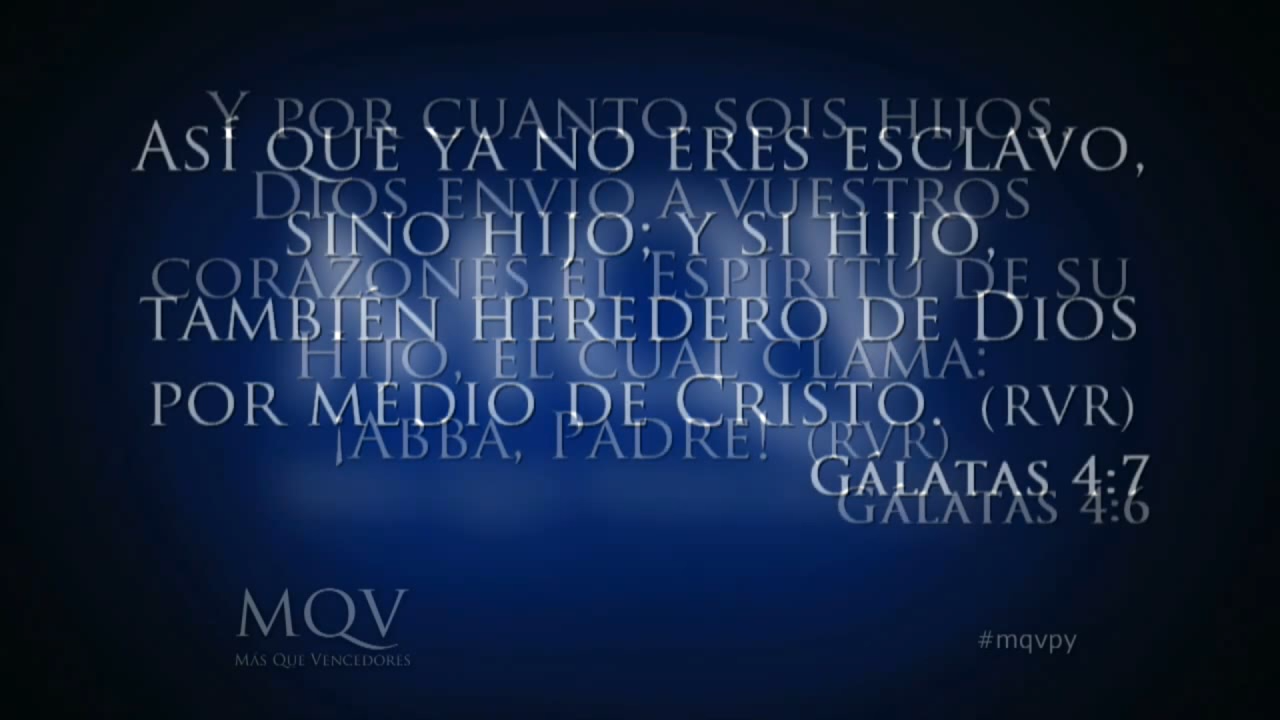 Y por cuanto sois hijos,
Así que ya no eres esclavo,
Dios envió a vuestros
sino hijo; y si hijo,
corazones el Espíritu de su
también heredero de Dios
Hijo, el cual clama:
por medio de Cristo. (RVR)
¡Abba, Padre! (RVR)
Gálatas 4:7
Gálatas 4:6
MQV
Más Que Vencedores
#mqvpy